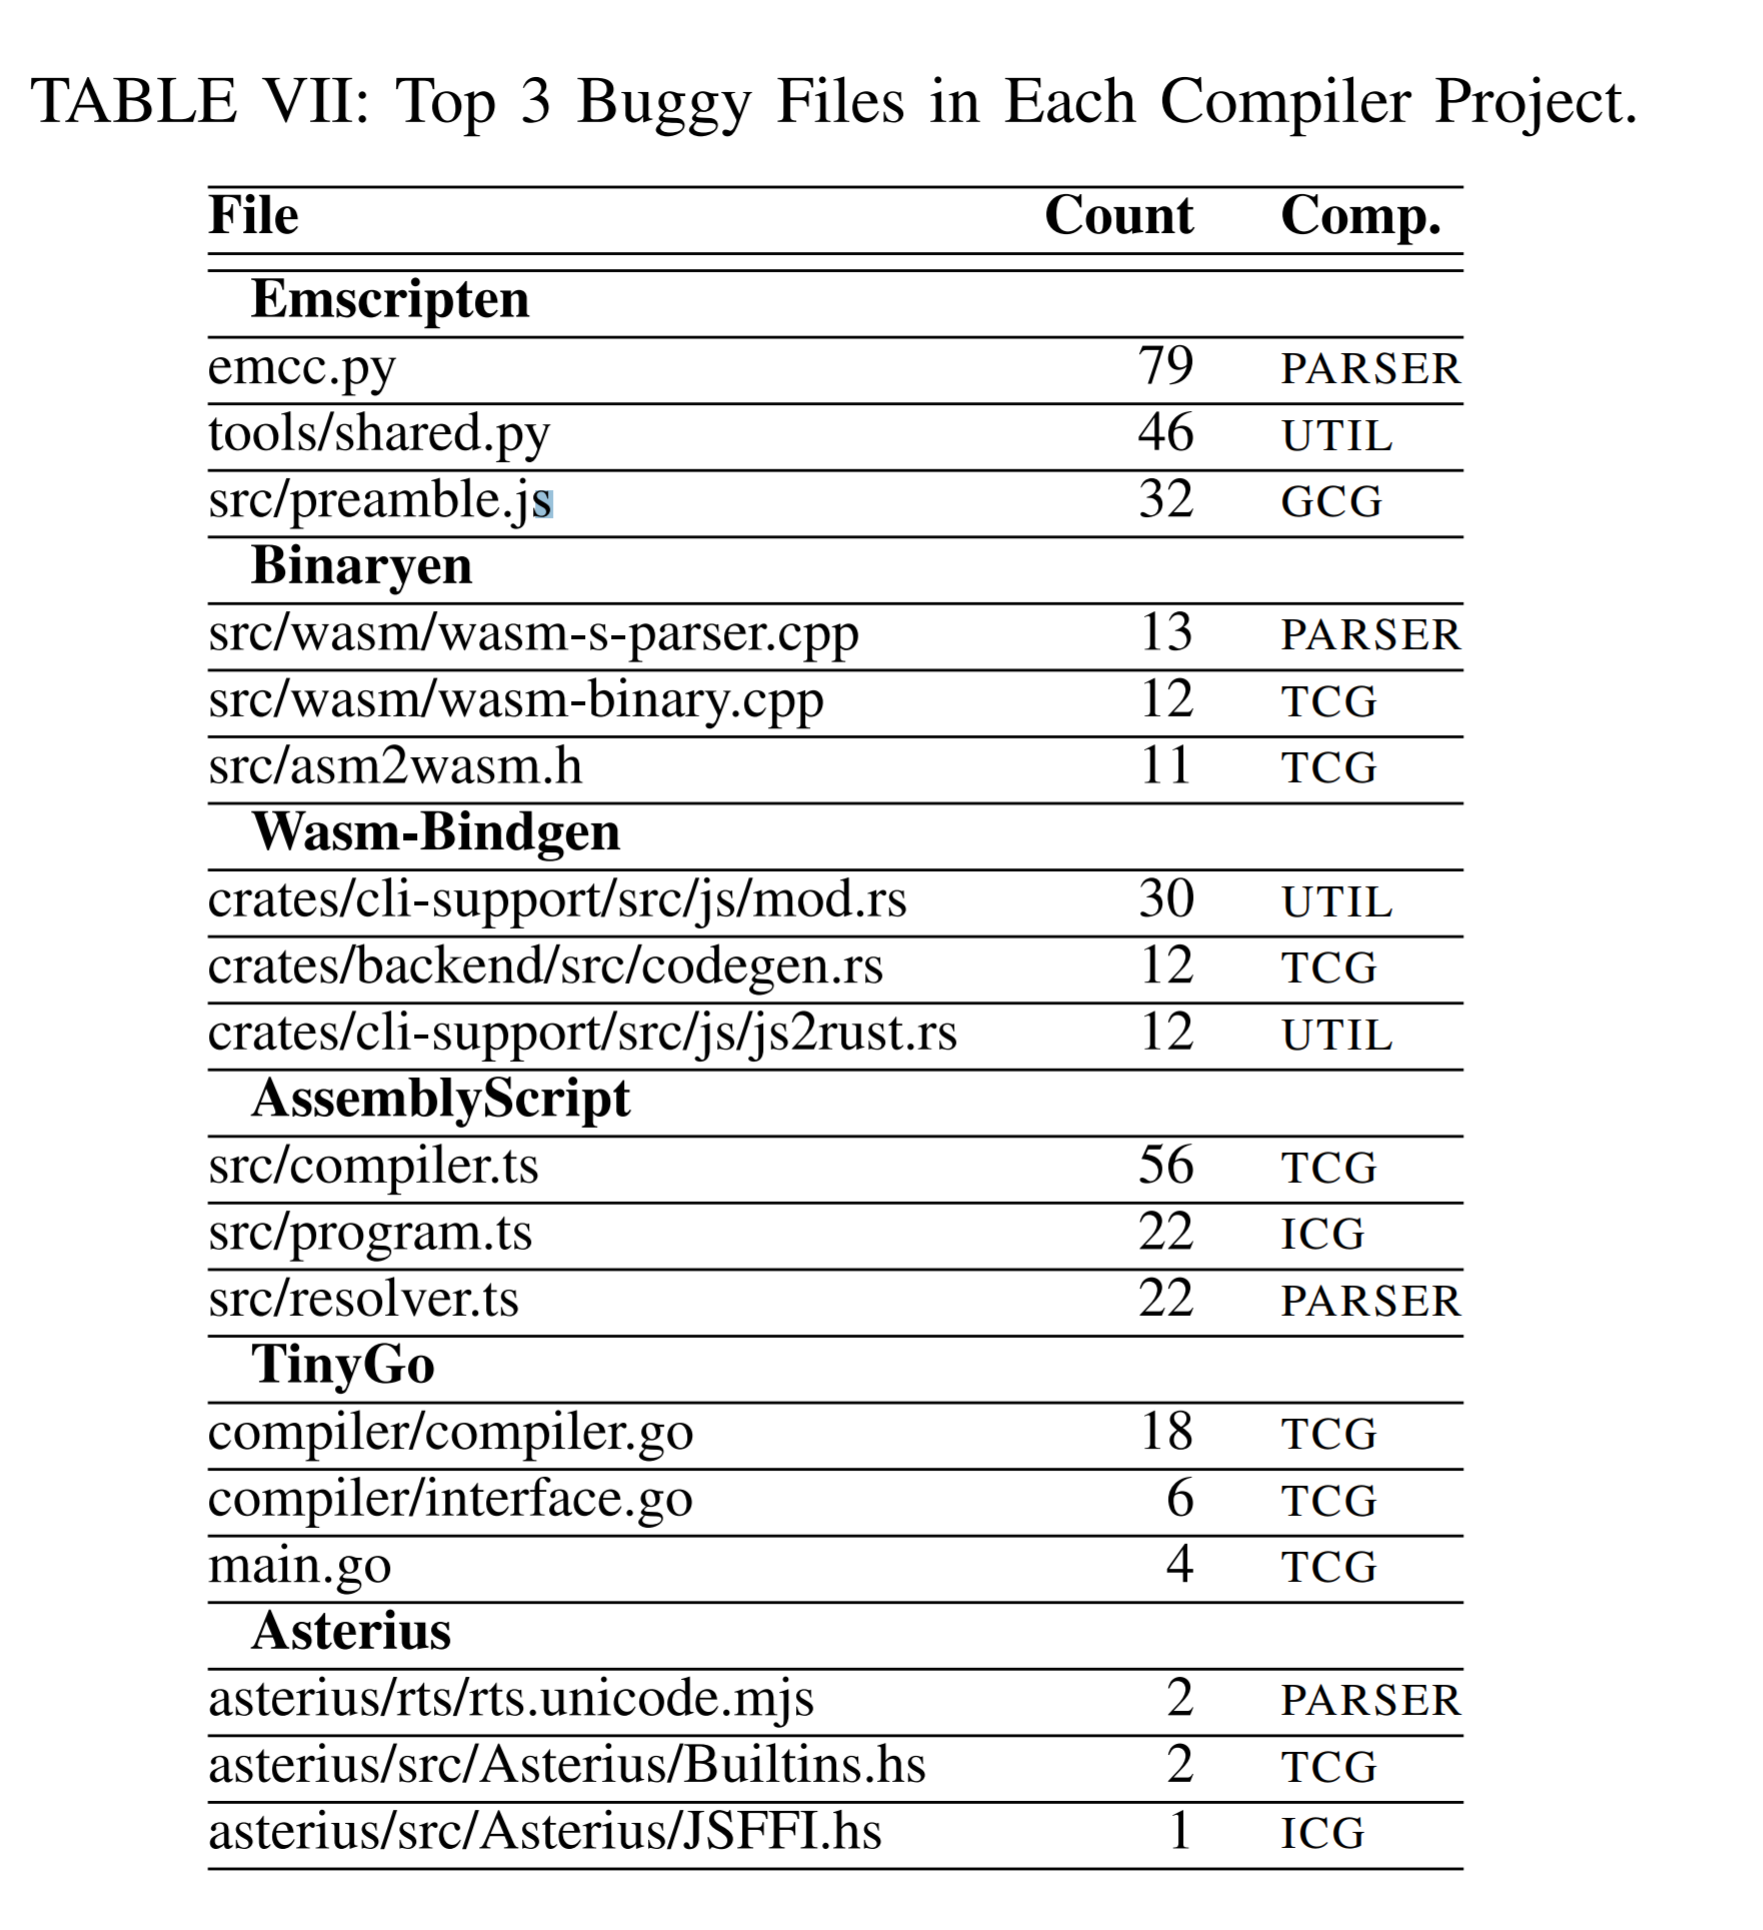 TABLE VII: Top 3 Buggy Files in Each Compiler Project.
File Count Comp.
Emscripten
emcc.py 79 PARSER
tools/shared.py 46 UTIL
src/preamble.js 32 GCG
Binaryen
src/wasm/wasm-s-parser.cpp 13 PARSER
src/wasm/wasm-binary.cpp 12 TCG
src/asm2wasm.h 11 TCG
Wasm-Bindgen
crates/cli-support/src/js/mod.rs 30 UTIL
crates/backend/src/codegen.rs 12 TCG
crates/cli-support/src/js/js2rust.rs 12 UTIL
AssemblyScript
src/compiler.ts 56 TCG
src/program.ts 22 ICG
src/resolver.ts 22 PARSER
TinyGo
compiler/compiler.go 18 TCG
compiler/interface.go 6 TCG
main.go 4 TCG
Asterius
asterius/rts/rts.unicode.mjs 2 PARSER
asterius/src/Asterius/Builtins.hs 2 TCG
asterius/src/Asterius/JSFFI.hs 1 ICG